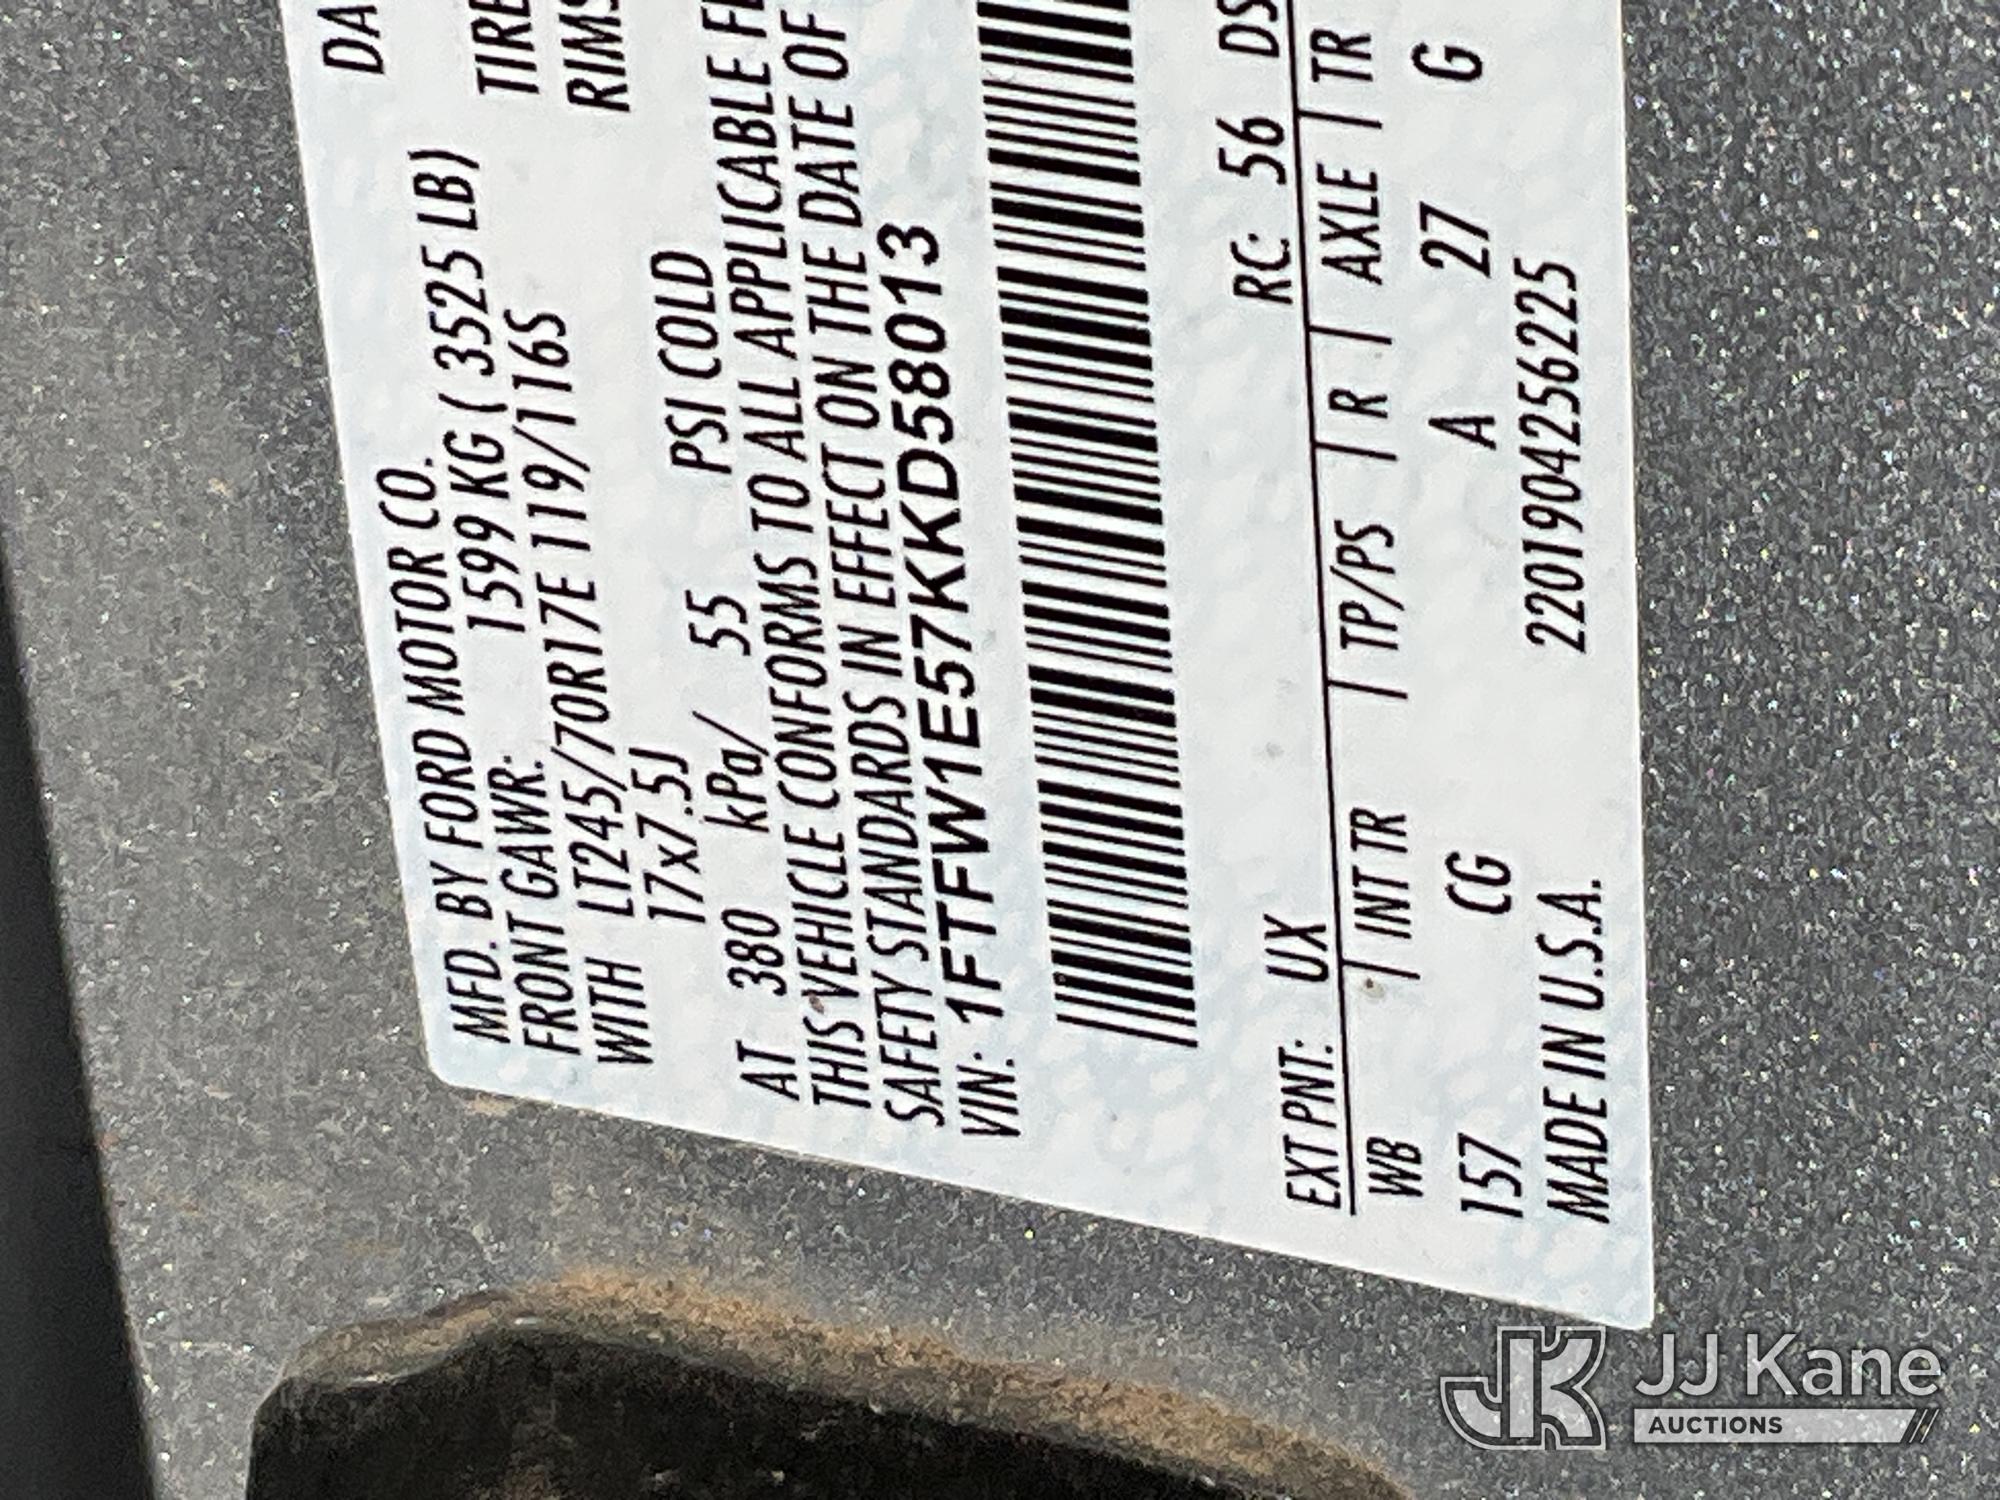 MFD. BY FORD MOTOR CO. DA
FRONT GAWR: 1599 KG ( 3525 LB)
WITH LT245/70R17E 119/116S TIRE
17x7.5J RIMS
AT 380 kPa/ 55 PSI COLD
THIS VEHICLE CONFORMS TO ALL APPLICABLE FE
SAFETY STANDARDS IN EFFECT ON THE DATE OF
VIN: 1FTFW1E57KKD58013
EXT PNT: UX RC: 56 DS
WB | INT TR | TP/PS | R | AXLE | TR
157 CG A 27 G
MADE IN U.S.A. 2201904256225
JK JJ Kane
AUCTIONS